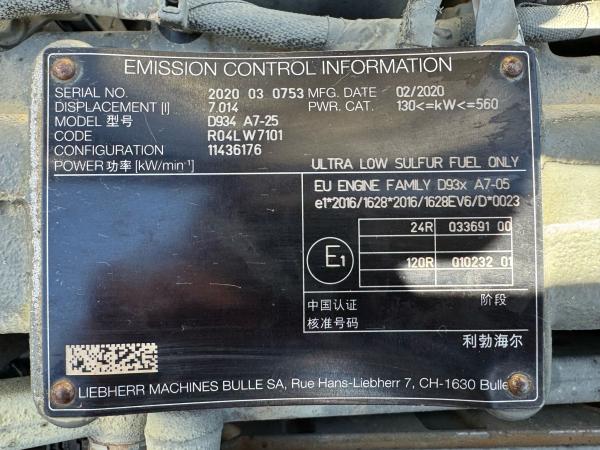 EMISSION CONTROL INFORMATION
SERIAL NO. 2020 03 0753 MFG. DATE 02/2020
DISPLACEMENT [l] 7.014 PWR. CAT. 130<=kW<=560
MODEL 型号 D934 A7-25
CODE R04LW7101
CONFIGURATION 11436176
POWER 功率 [kW/min⁻¹] ULTRA LOW SULFUR FUEL ONLY
EU ENGINE FAMILY D93x A7-05
e1*2016/1628*2016/1628EV6/D*0023
24R 033691 00
E1
120R 010232 01
中国认证 阶段
核准号码
利勃海尔
LIEBHERR MACHINES BULLE SA, Rue Hans-Liebherr 7, CH-1630 Bulle